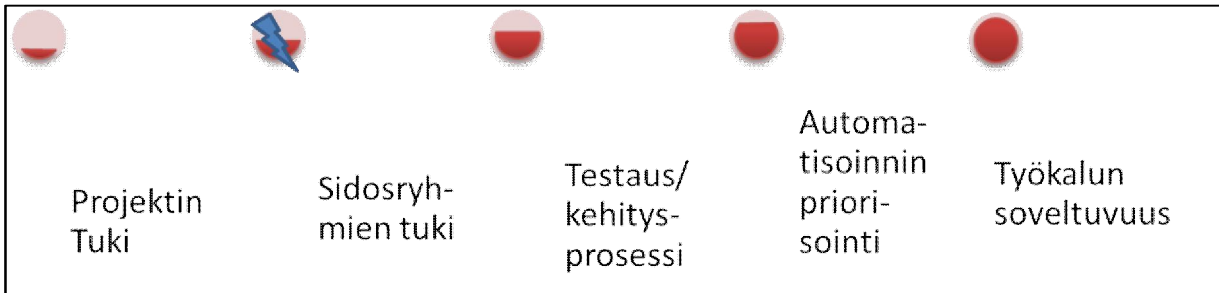 Projektin
Tuki
Sidosryh-
mien tuki
Testaus/
kehitys-
prosessi
Automa-
tisoinnin
priori-
sointi
Työkalun
soveltuvuus